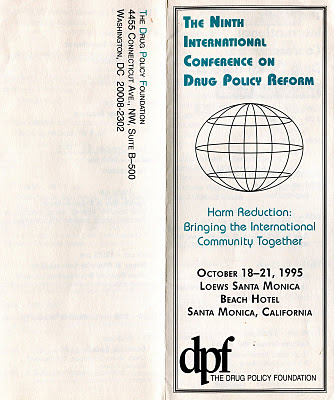 The Drug Policy Foundation
4455 Connecticut Ave., NW, Suite B–500
Washington, DC 20008-2302
The Ninth
International
Conference on
Drug Policy Reform
Harm Reduction:
Bringing the International
Community Together
October 18–21, 1995
Loews Santa Monica
Beach Hotel
Santa Monica, California
dpf
The Drug Policy Foundation